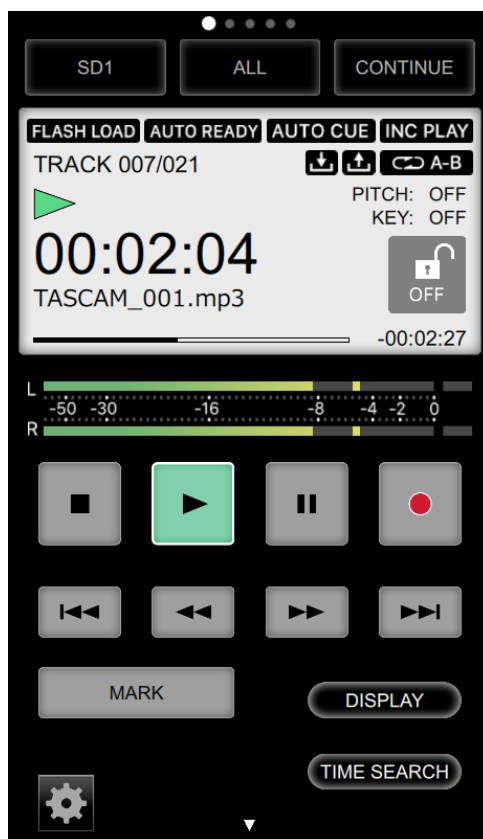 SD1 ALL CONTINUE
FLASH LOAD AUTO READY AUTO CUE INC PLAY
TRACK 007/021 A-B
PITCH: OFF
KEY: OFF
00:02:04
OFF
TASCAM_001.mp3
-00:02:27
L
-50 -30 -16 -8 -4 -2 0
R
MARK
DISPLAY
TIME SEARCH